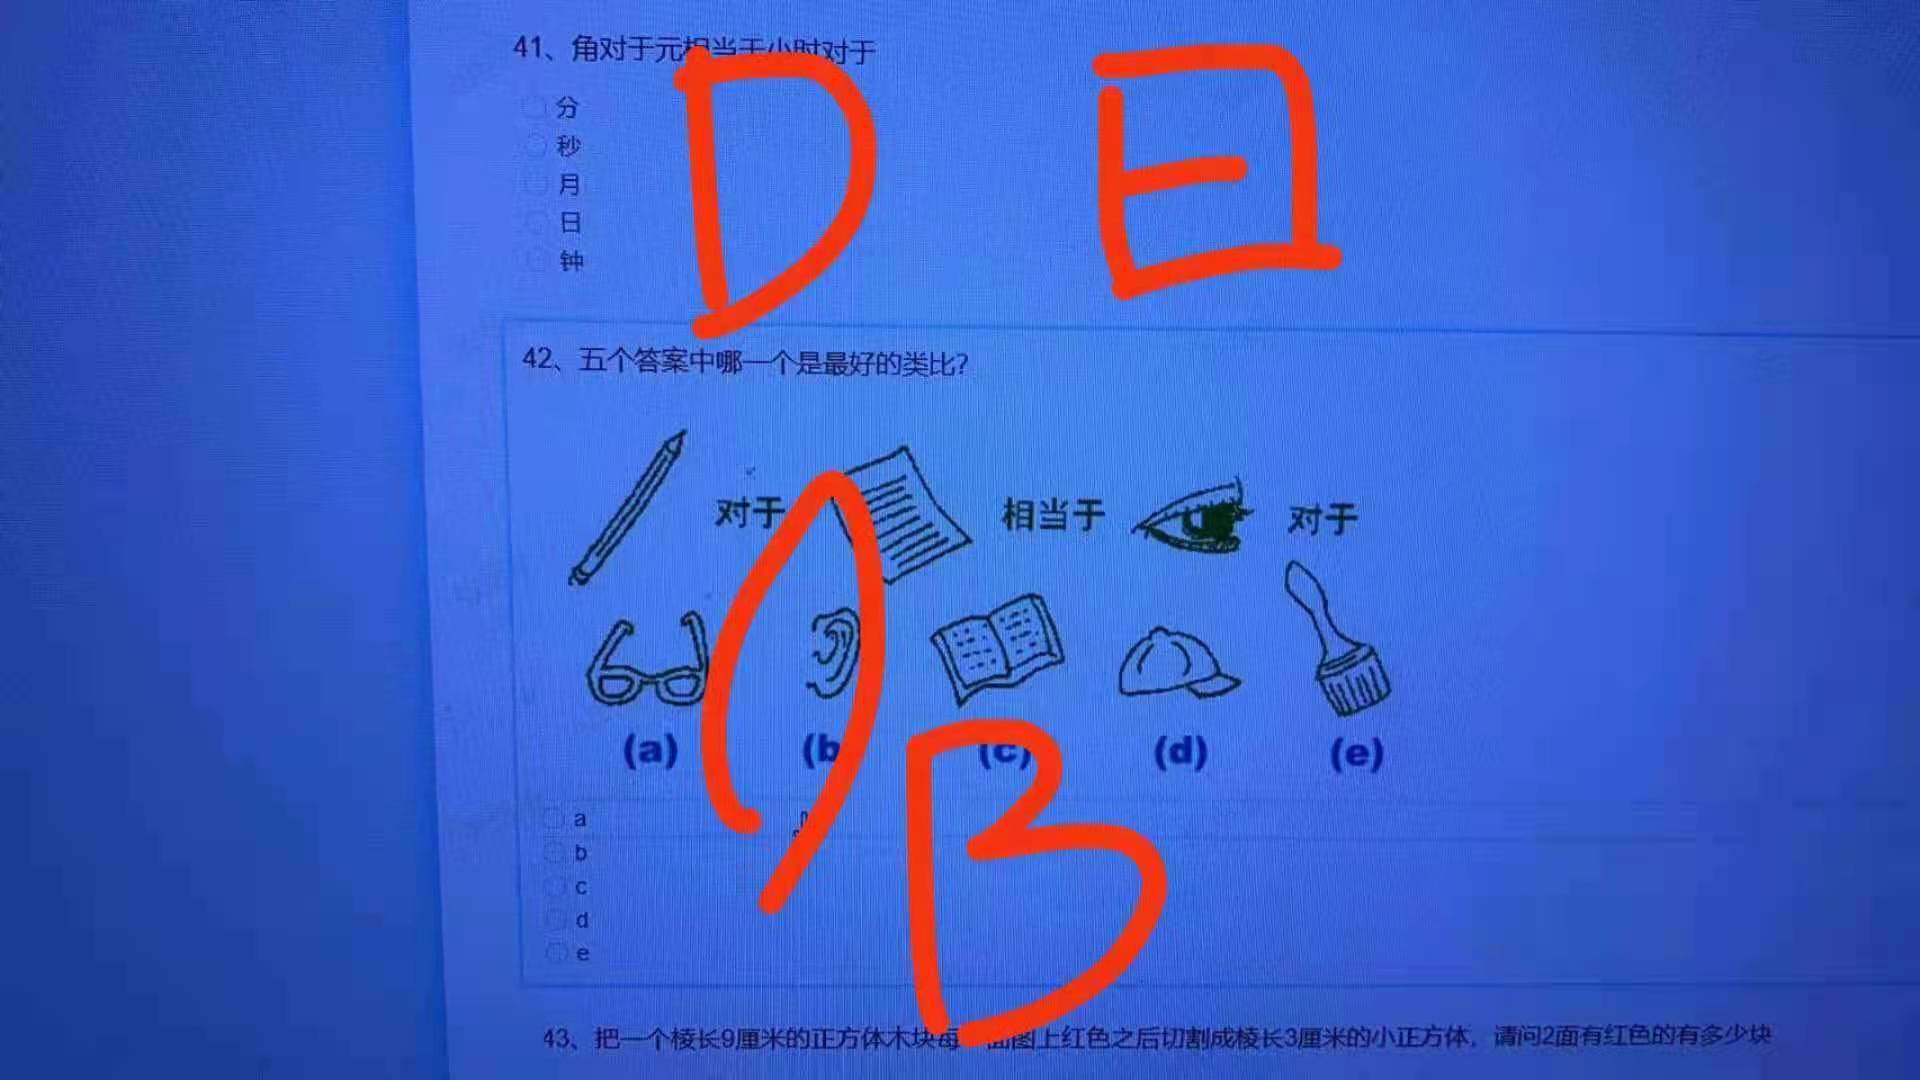 41、角对于元相当于小时对于
分
秒
月
日
钟
D 日
42、五个答案中哪一个是最好的类比?
对于 相当于 对于
(a) (b) (c) (d) (e)
B
a
b
c
d
e
43、把一个棱长9厘米的正方体木块每一面图上红色之后切割成棱长3厘米的小正方体，请问2面有红色的有多少块